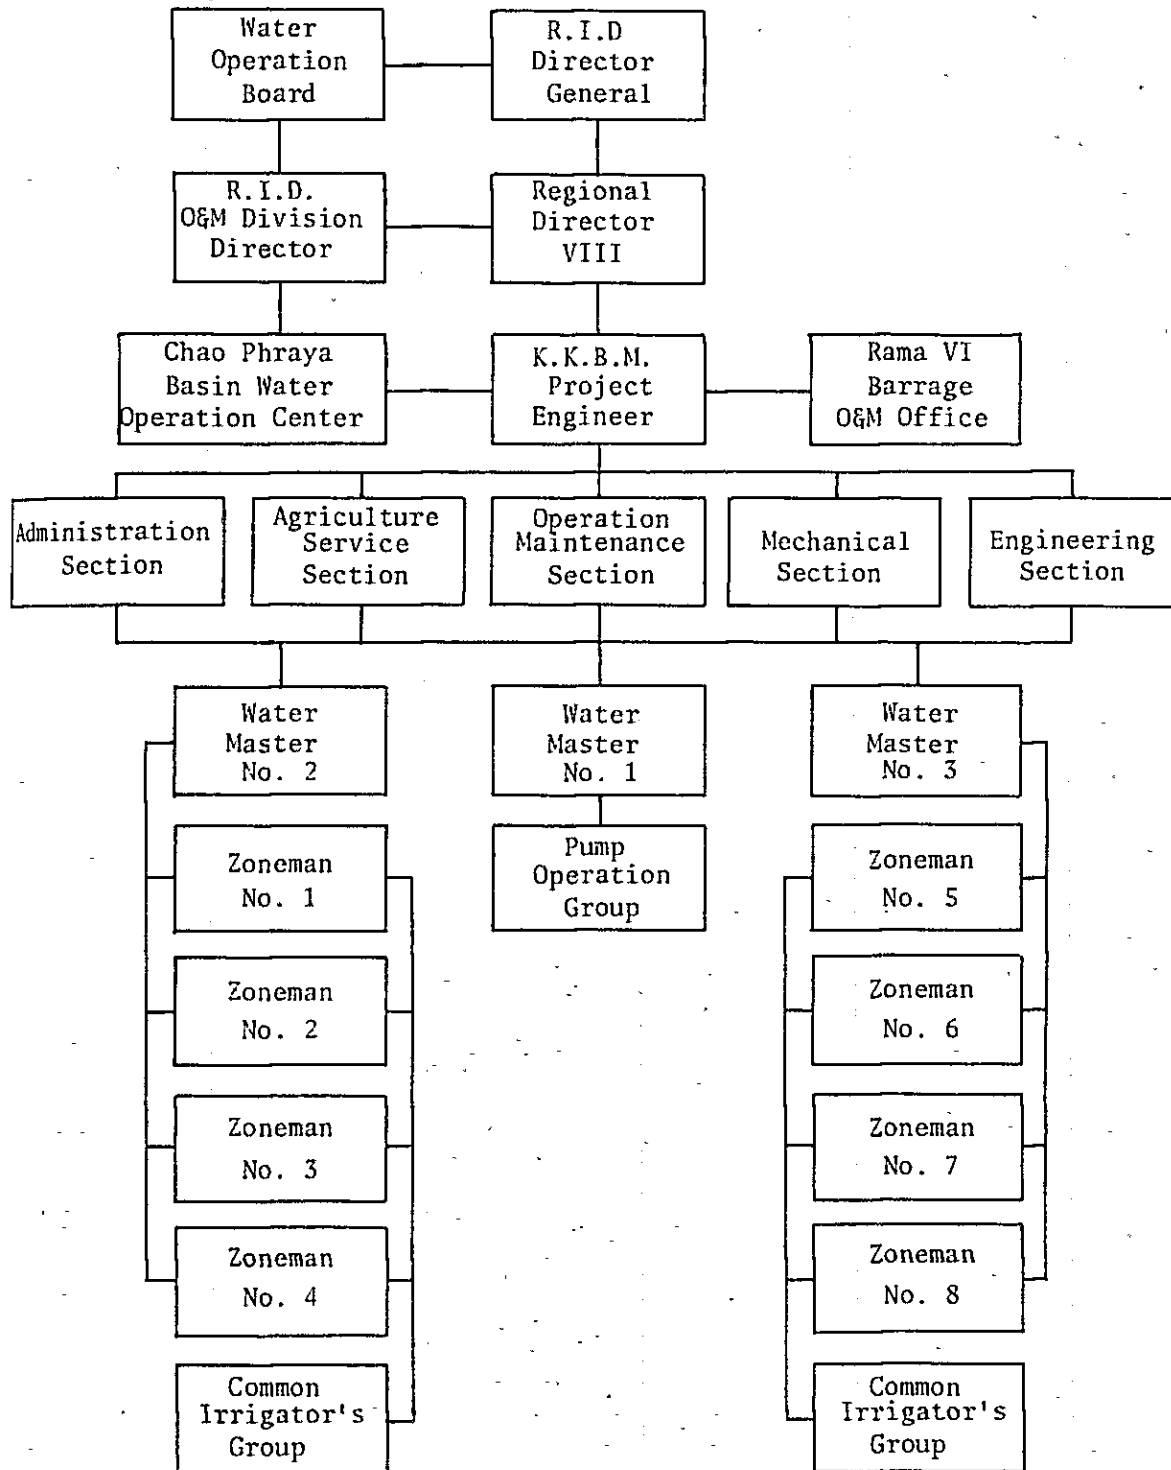 Water
Operation
Board
R.I.D
Director
General
R.I.D.
O&M Division
Director
Regional
Director
VIII
Chao Phraya
Basin Water
Operation Center
K.K.B.M.
Project
Engineer
Rama VI
Barrage
O&M Office
Administration
Section
Agriculture
Service
Section
Operation
Maintenance
Section
Mechanical
Section
Engineering
Section
Water
Master
No. 2
Water
Master
No. 1
Water
Master
No. 3
Zoneman
No. 1
Pump
Operation
Group
Zoneman
No. 5
Zoneman
No. 2
Zoneman
No. 6
Zoneman
No. 3
Zoneman
No. 7
Zoneman
No. 4
Zoneman
No. 8
Common
Irrigator's
Group
Common
Irrigator's
Group